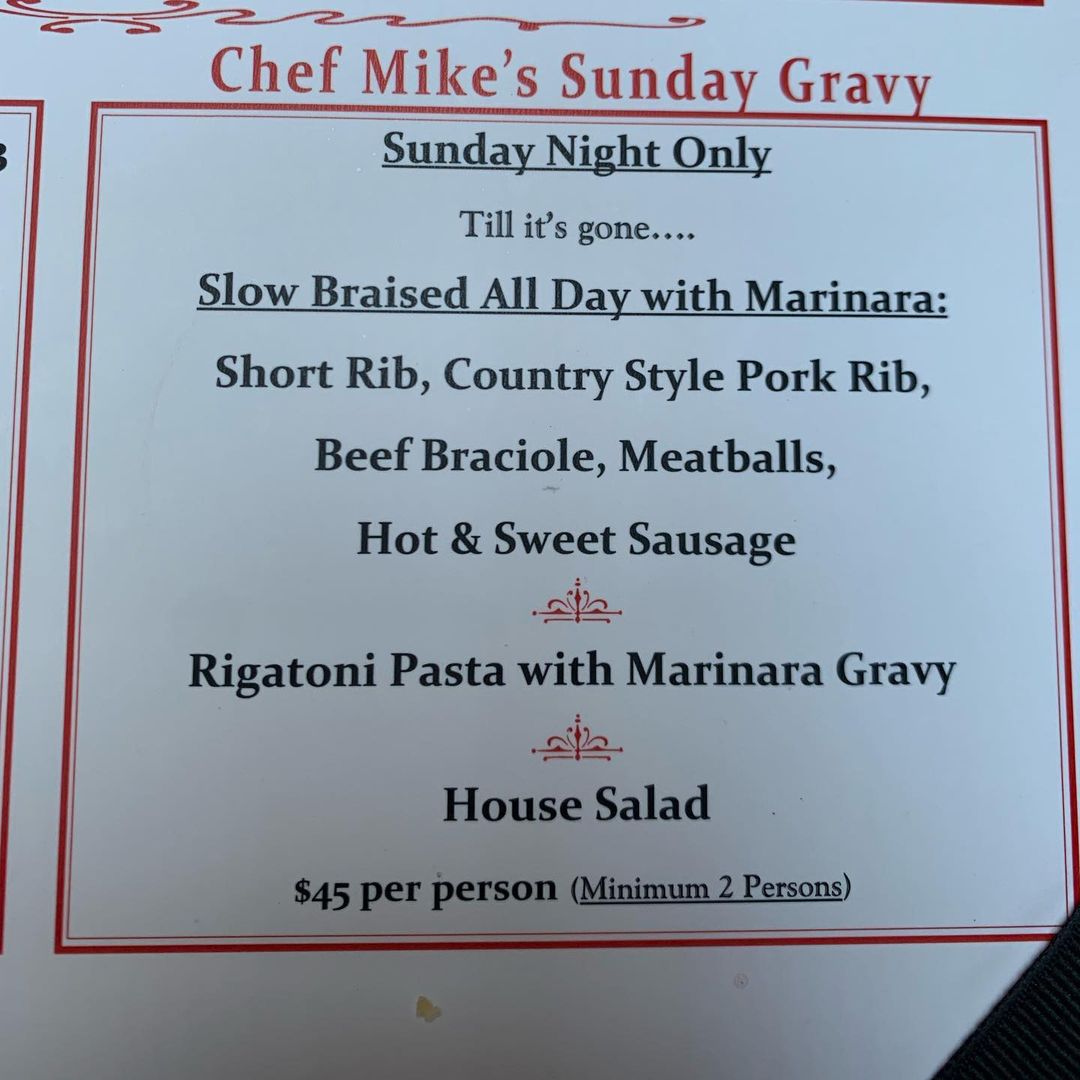 Chef Mike's Sunday Gravy
Sunday Night Only
Till it's gone....
Slow Braised All Day with Marinara:
Short Rib, Country Style Pork Rib,
Beef Braciole, Meatballs,
Hot & Sweet Sausage
Rigatoni Pasta with Marinara Gravy
House Salad
$45 per person (Minimum 2 Persons)